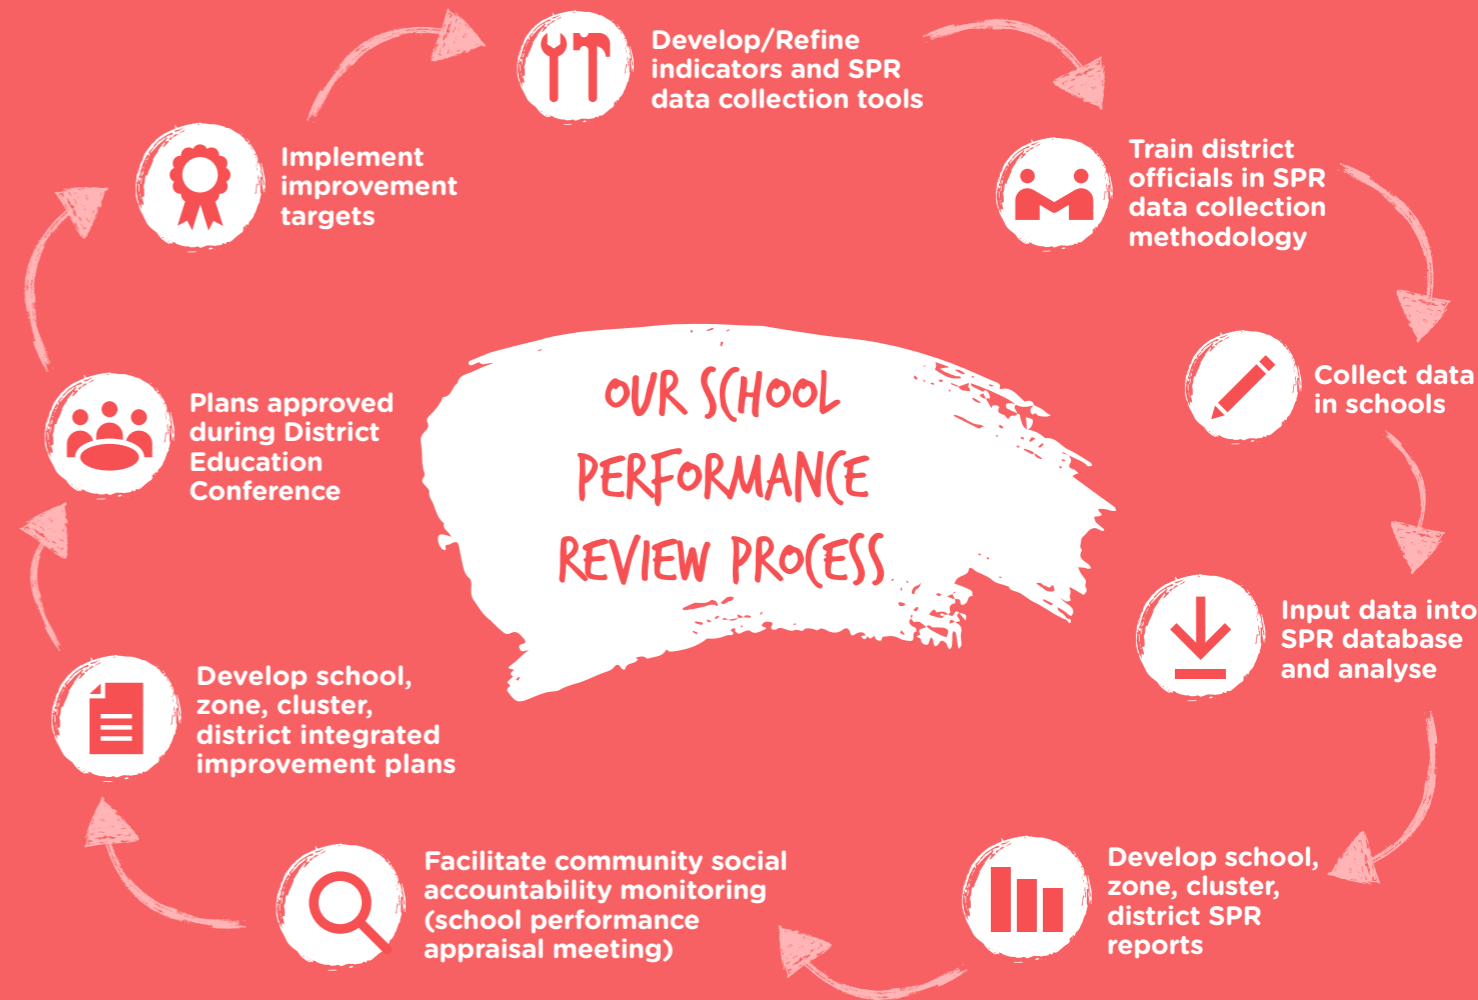 Develop/Refine
indicators and SPR
data collection tools
Train district
officials in SPR
data collection
methodology
Collect data
in schools
Input data into
SPR database
and analyse
Develop school,
zone, cluster,
district SPR
reports
Facilitate community social
accountability monitoring
(school performance
appraisal meeting)
Develop school,
zone, cluster,
district integrated
improvement plans
Plans approved
during District
Education
Conference
Implement
improvement
targets
OUR SCHOOL
PERFORMANCE
REVIEW PROCESS